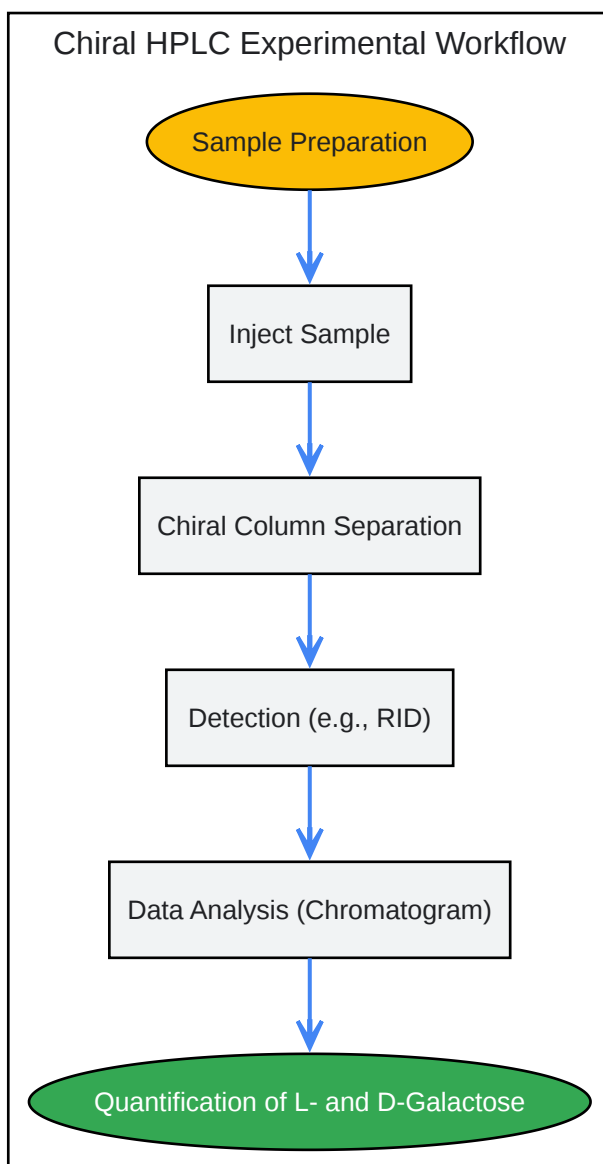 Chiral HPLC Experimental Workflow
Sample Preparation
Inject Sample
Chiral Column Separation
Detection (e.g., RID)
Data Analysis (Chromatogram)
Quantification of L- and D-Galactose